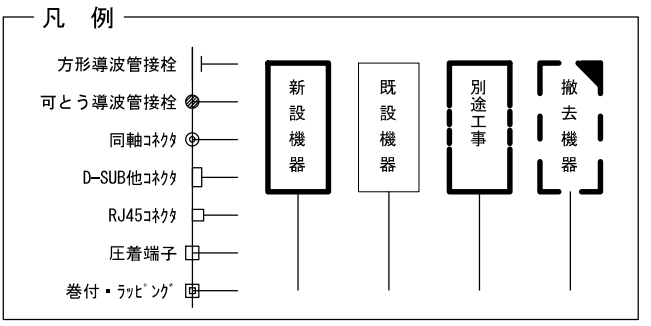 凡 例
方形導波管接栓
可とう導波管接栓
同軸ｺﾈｸﾀ
D-SUB他ｺﾈｸﾀ
RJ45ｺﾈｸﾀ
圧着端子
巻付・ﾗｯﾋﾟﾝｸﾞ
新設機器
既設機器
別途工事
撤去機器